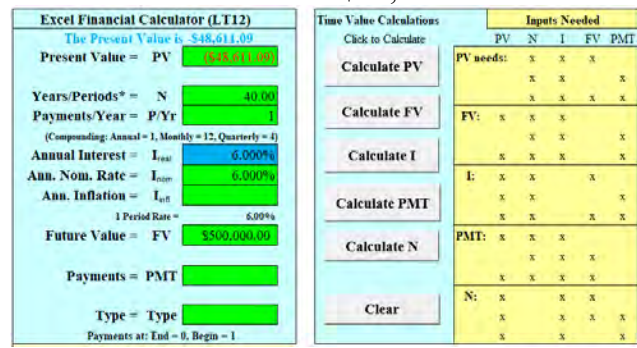 Excel Financial Calculator (LT12)
The Present Value is -$48,611.09
Present Value = PV ($48,611.09)
Years/Periods* = N 40.00
Payments/Year = P/Yr 1
(Compounding: Annual = 1, Monthly = 12, Quarterly = 4)
Annual Interest = Ireal 6.000%
Ann. Nom. Rate = Inom 6.000%
Ann. Inflation = Iinfl
1 Period Rate = 6.00%
Future Value = FV $500,000.00
Payments = PMT
Type = Type
Payments at: End = 0, Begin = 1
Time Value Calculations Inputs Needed
Click to Calculate PV N I FV PMT
Calculate PV
Calculate FV
Calculate I
Calculate PMT
Calculate N
Clear
PV needs: x x x
x x x
x x x x
FV: x x x
x x x
x x x x
I: x x x
x x x
x x x x
PMT: x x x
x x x
x x x x
N: x x x
x x x x
x x x